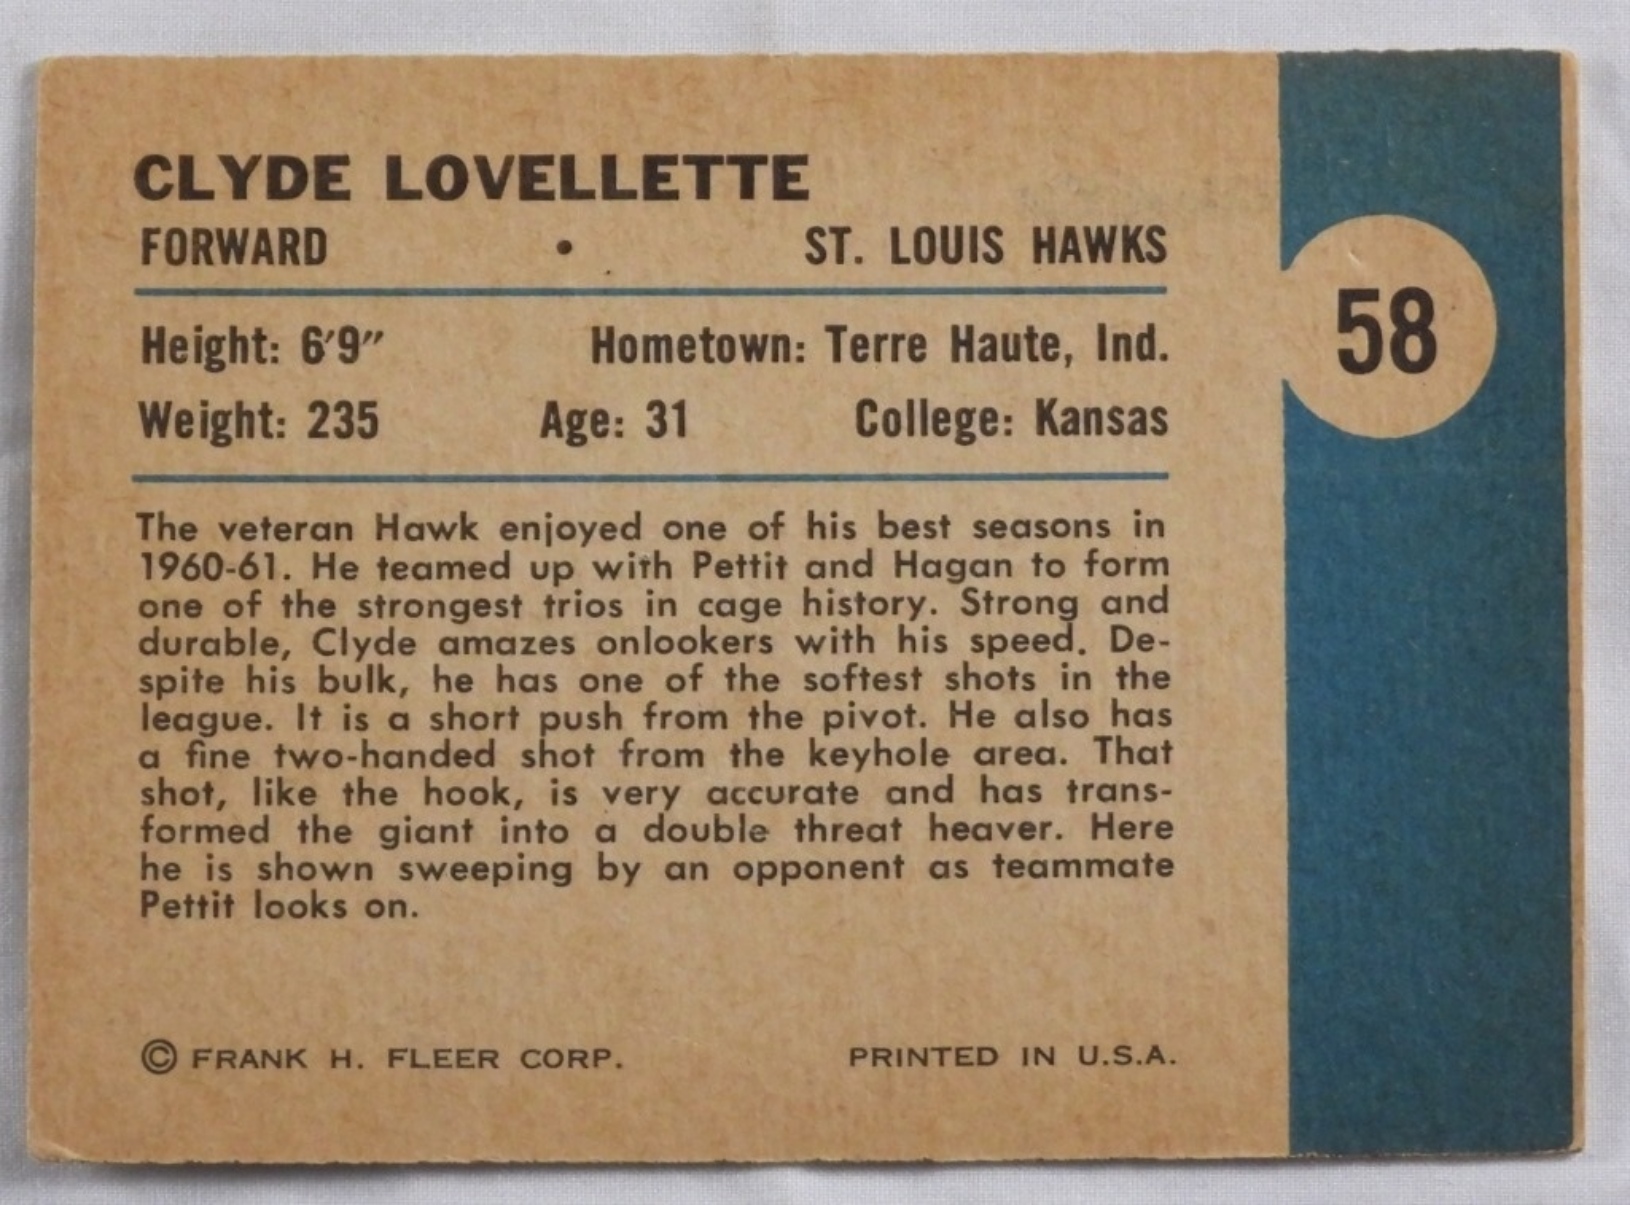 CLYDE LOVELLETTE
FORWARD • ST. LOUIS HAWKS
58
Height: 6'9" Hometown: Terre Haute, Ind.
Weight: 235 Age: 31 College: Kansas
The veteran Hawk enjoyed one of his best seasons in
1960-61. He teamed up with Pettit and Hagan to form
one of the strongest trios in cage history. Strong and
durable, Clyde amazes onlookers with his speed. De-
spite his bulk, he has one of the softest shots in the
league. It is a short push from the pivot. He also has
a fine two-handed shot from the keyhole area. That
shot, like the hook, is very accurate and has trans-
formed the giant into a double threat heaver. Here
he is shown sweeping by an opponent as teammate
Pettit looks on.
© FRANK H. FLEER CORP. PRINTED IN U.S.A.